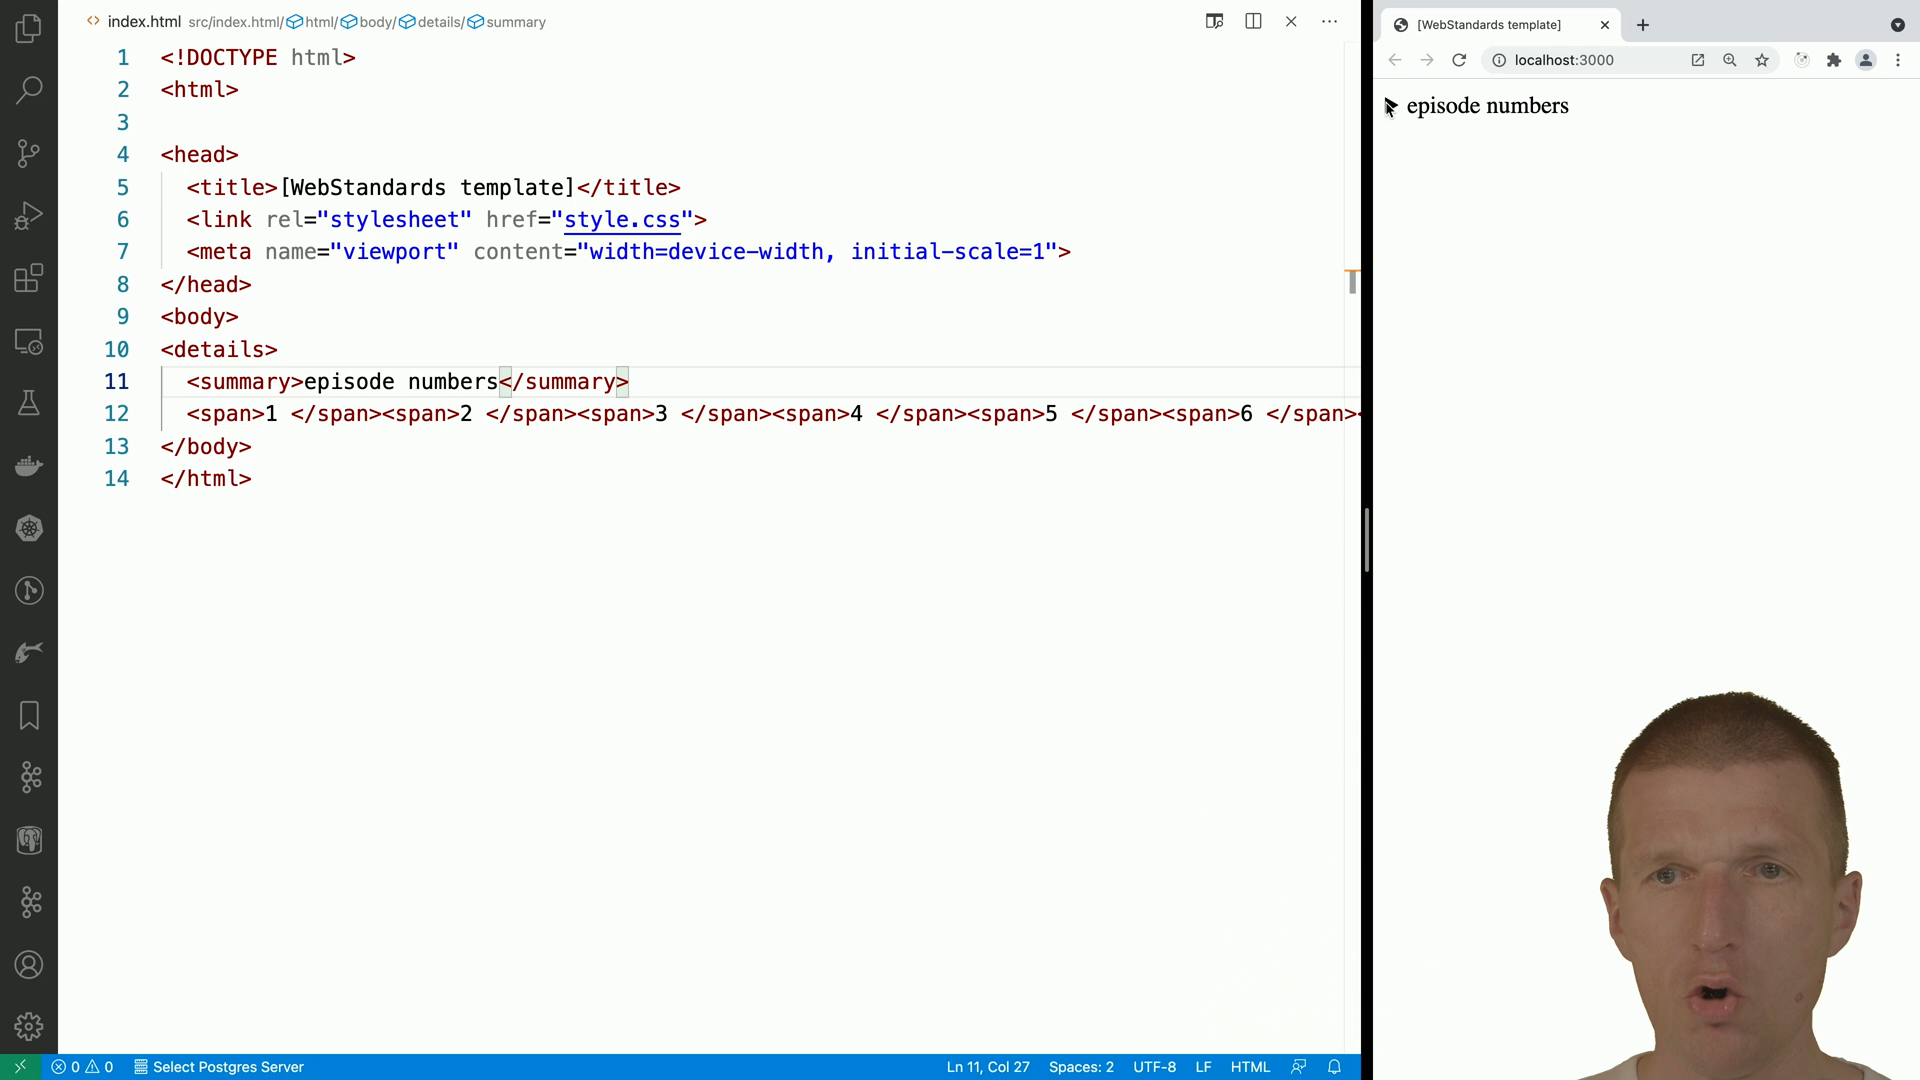 index.html src/index.html/ html/ body/ details/ summary
1 <!DOCTYPE html>
2 <html>
3
4 <head>
5 <title>[WebStandards template]</title>
6 <link rel="stylesheet" href="style.css">
7 <meta name="viewport" content="width=device-width, initial-scale=1">
8 </head>
9 <body>
10 <details>
11 <summary>episode numbers</summary>
12 <span>1 </span><span>2 </span><span>3 </span><span>4 </span><span>5 </span><span>6 </span><
13 </body>
14 </html>
0 0 Select Postgres Server Ln 11, Col 27 Spaces: 2 UTF-8 LF HTML
[WebStandards template]
localhost:3000
episode numbers